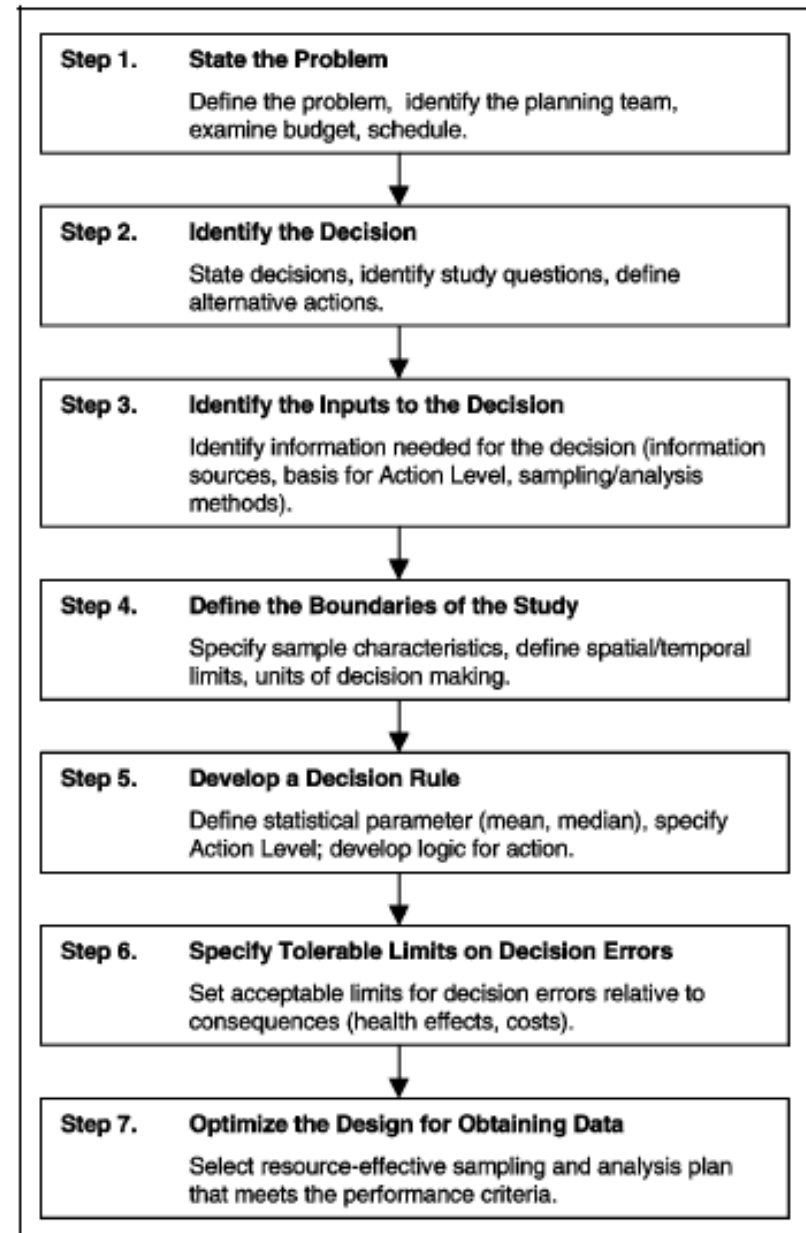 Step 1. State the Problem
Define the problem, identify the planning team,
examine budget, schedule.
Step 2. Identify the Decision
State decisions, identify study questions, define
alternative actions.
Step 3. Identify the Inputs to the Decision
Identify information needed for the decision (information
sources, basis for Action Level, sampling/analysis
methods).
Step 4. Define the Boundaries of the Study
Specify sample characteristics, define spatial/temporal
limits, units of decision making.
Step 5. Develop a Decision Rule
Define statistical parameter (mean, median), specify
Action Level; develop logic for action.
Step 6. Specify Tolerable Limits on Decision Errors
Set acceptable limits for decision errors relative to
consequences (health effects, costs).
Step 7. Optimize the Design for Obtaining Data
Select resource-effective sampling and analysis plan
that meets the performance criteria.